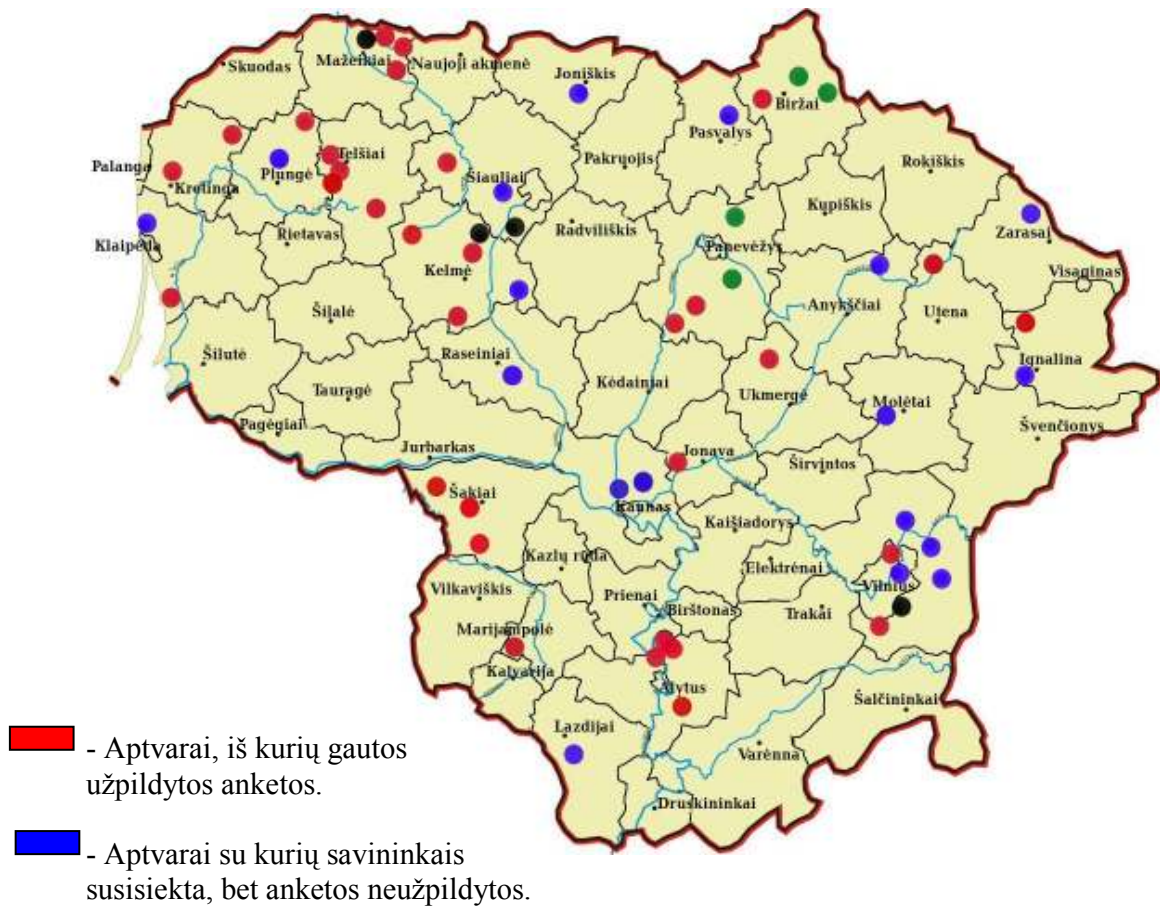 Skuodas
Mažeikiai
Naujoji akmenė
Joniškis
Biržai
Pasvalys
Palanga
Kretinga
Plungė
Telšiai
Šiauliai
Pakruojis
Rokiškis
Klaipėda
Rietavas
Kelmė
Radviliškis
Panevėžys
Kupiškis
Zarasai
Visaginas
Šilalė
Anykščiai
Utena
Šilutė
Raseiniai
Ignalina
Tauragė
Kėdainiai
Ukmergė
Molėtai
Pagėgiai
Jurbarkas
Jonava
Širvintos
Švenčionys
Šakiai
Kaunas
Kaišiadorys
Kazlų rūda
Elektrėnai
Vilnius
Vilkaviškis
Prienai
Birštonas
Trakai
Marijampolė
Kalvarija
Alytus
Šalčininkai
Lazdijai
Varėnna
Druskininkai
- Aptvarai, iš kurių gautos
užpildytos anketos.
- Aptvarai su kurių savininkais
susisiekta, bet anketos neužpildytos.